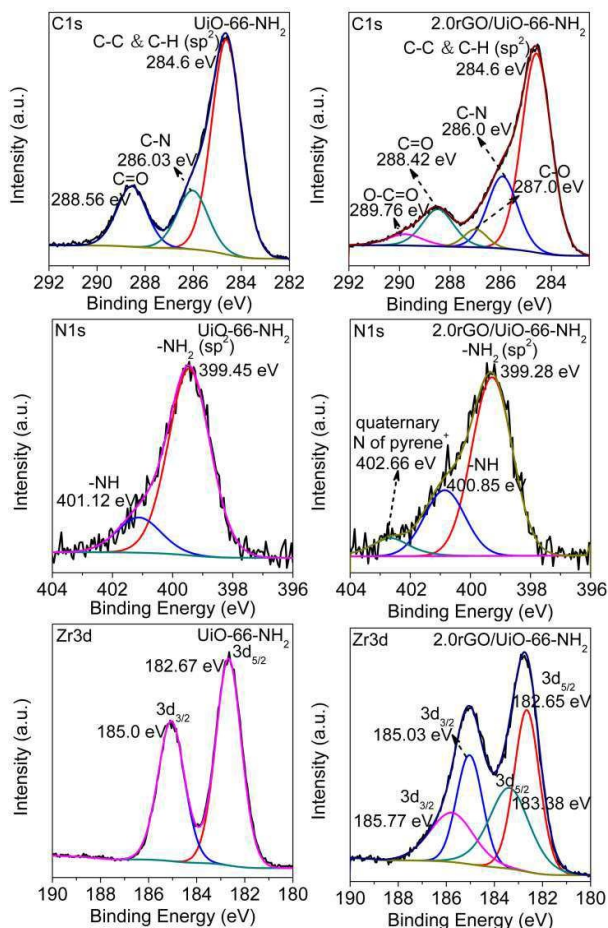 C1s UiO-66-NH₂
C-C & C-H (sp²)
284.6 eV
C-N
286.03 eV
C=O
288.56 eV
Intensity (a.u.)
292 290 288 286 284 282
Binding Energy (eV)
C1s 2.0rGO/UiO-66-NH₂
C-C & C-H (sp²)
284.6 eV
C-N
286.0 eV
C=O
288.42 eV
C-O
287.0 eV
O-C=O
289.76 eV
Intensity (a.u.)
292 290 288 286 284
Binding Energy (eV)
N1s UiO-66-NH₂
-NH₂ (sp²)
399.45 eV
-NH
401.12 eV
Intensity (a.u.)
404 402 400 398 396
Binding Energy (eV)
N1s 2.0rGO/UiO-66-NH₂
-NH₂ (sp²)
399.28 eV
quaternary
N of pyrene⁺
402.66 eV
-NH
400.85 eV
Intensity (a.u.)
404 402 400 398 396
Binding Energy (eV)
Zr3d UiO-66-NH₂
3d₅/₂
182.67 eV
3d₃/₂
185.0 eV
Intensity (a.u.)
190 188 186 184 182 180
Binding Energy (eV)
Zr3d 2.0rGO/UiO-66-NH₂
3d₅/₂
182.65 eV
3d₃/₂
185.03 eV
3d₅/₂
183.38 eV
3d₃/₂
185.77 eV
Intensity (a.u.)
190 188 186 184 182 180
Binding Energy (eV)